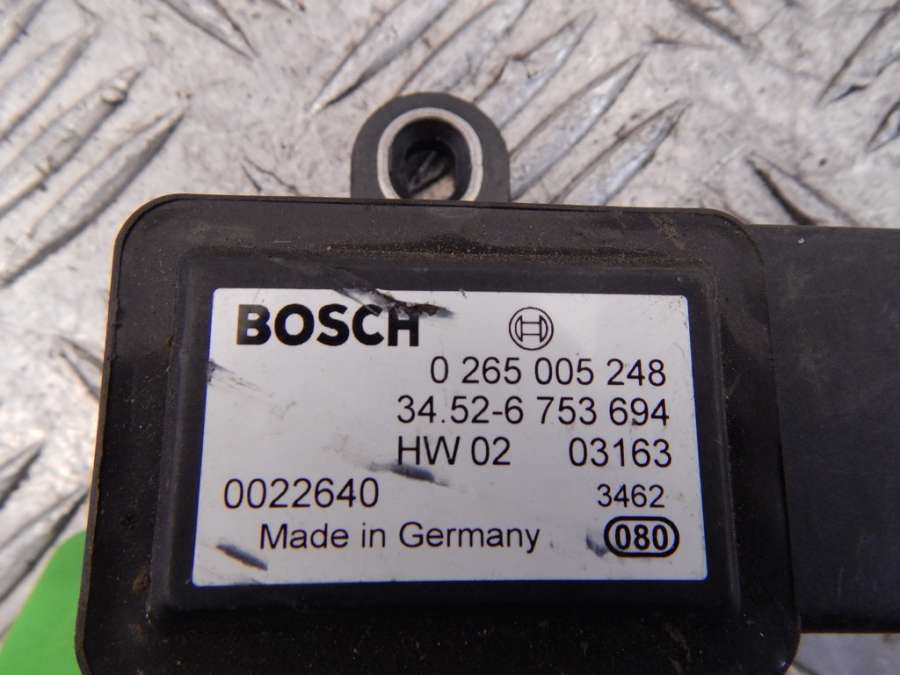 BOSCH
0 265 005 248
34.52-6 753 694
HW 02 03163
0022640 3462
Made in Germany 080